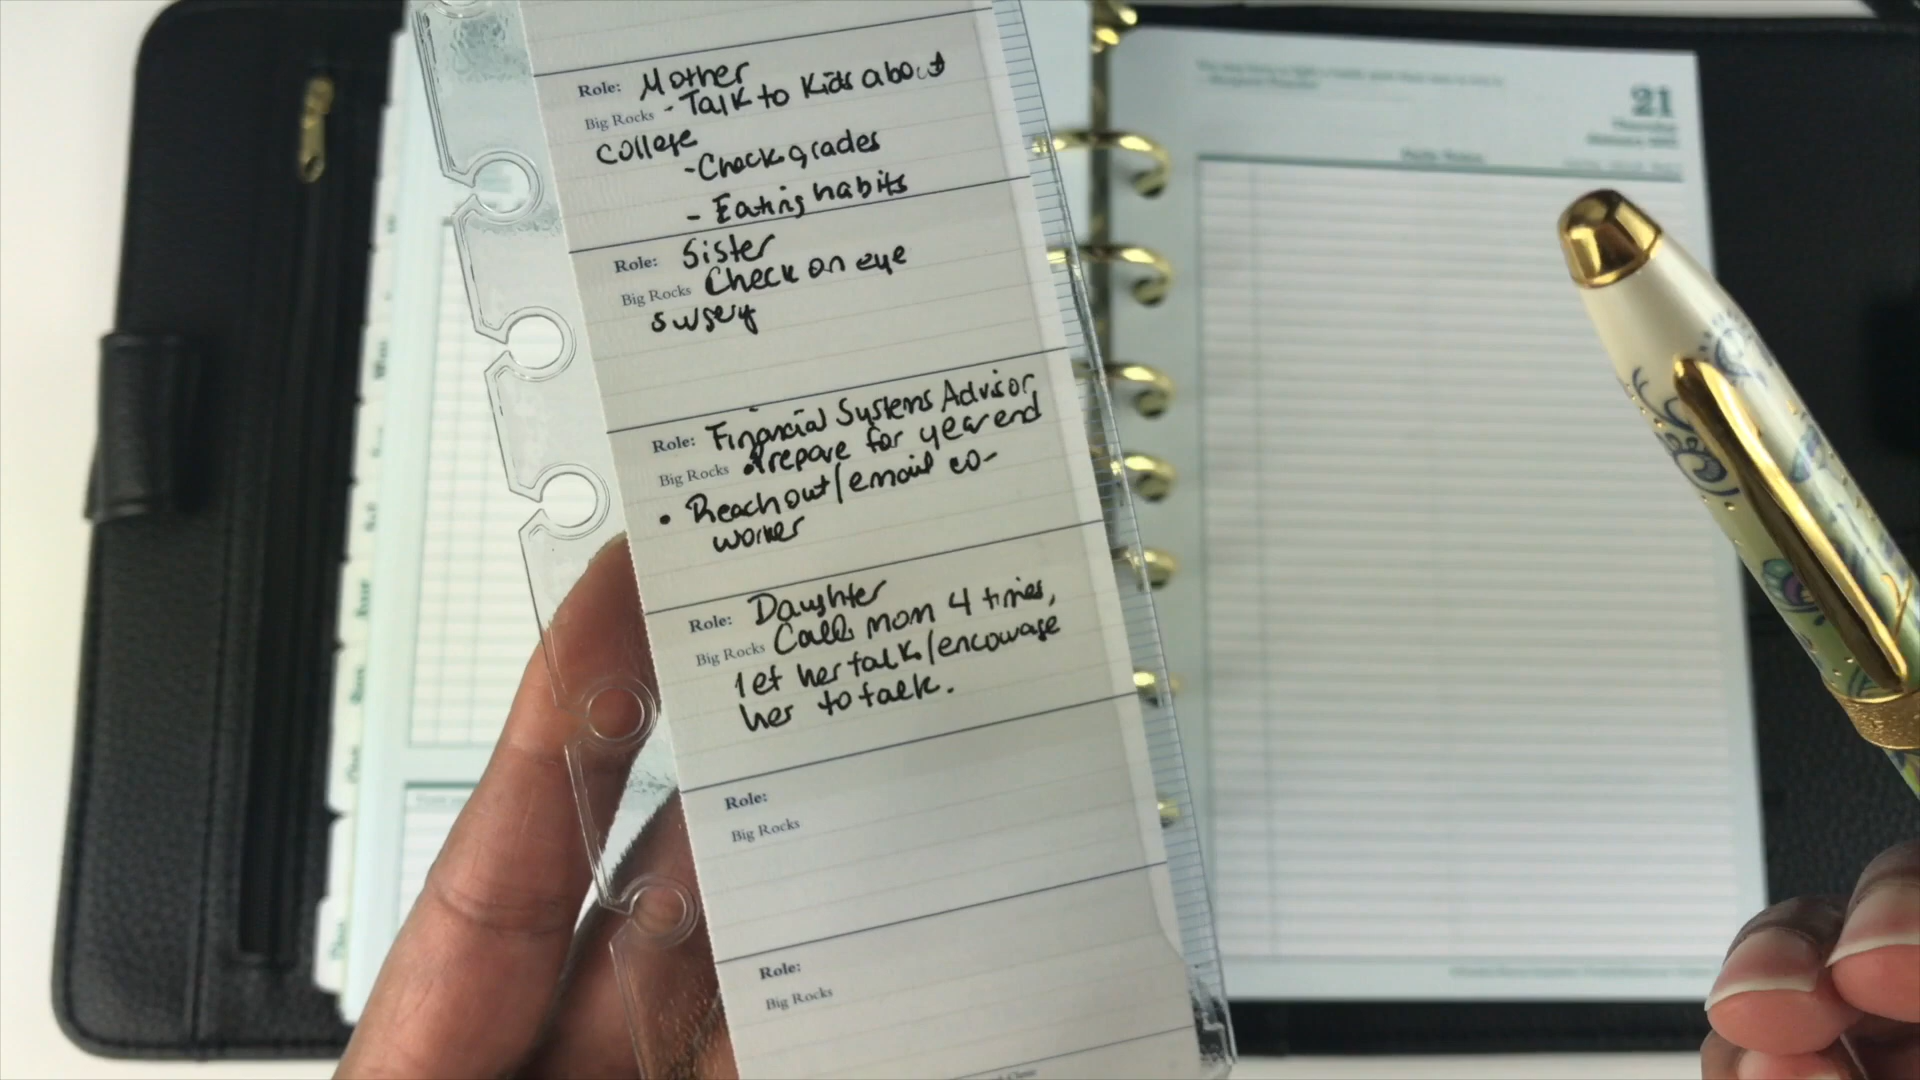 Role: Mother
Big Rocks - Talk to Kids about
college
- Check grades
- Eating habits
Role: Sister
Big Rocks Check on eye
surgery
Role: Financial Systems Advisor
Big Rocks • Prepare for year end
• Reach out/email co-
worker
Role: Daughter
Big Rocks Call mom 4 times,
let her talk/encourage
her to talk.
Role:
Big Rocks
Role:
Big Rocks
21
Thursday